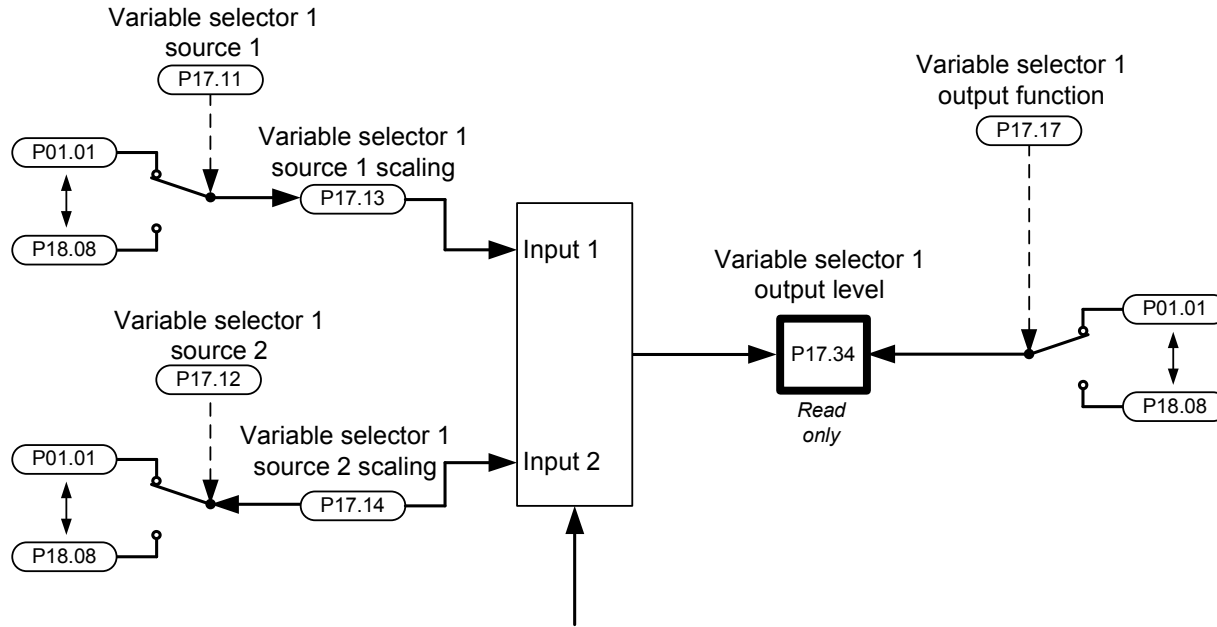 Variable selector 1
source 1
P17.11
P01.01
P18.08
Variable selector 1
source 1 scaling
P17.13
Variable selector 1
source 2
P17.12
P01.01
P18.08
Variable selector 1
source 2 scaling
P17.14
Input 1
Input 2
Variable selector 1
output level
P17.34
Read
only
Variable selector 1
output function
P17.17
P01.01
P18.08